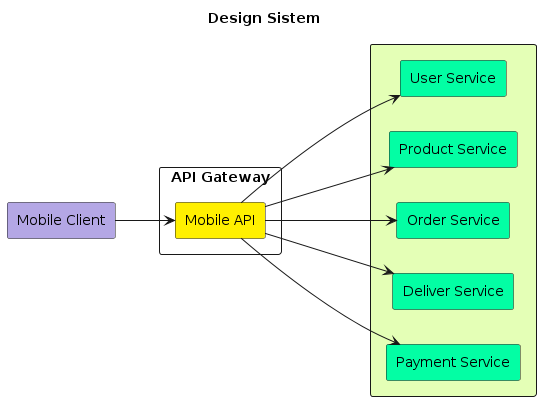 Design Sistem
User Service
Product Service
API Gateway
Mobile Client
Mobile API
Order Service
Deliver Service
Payment Service